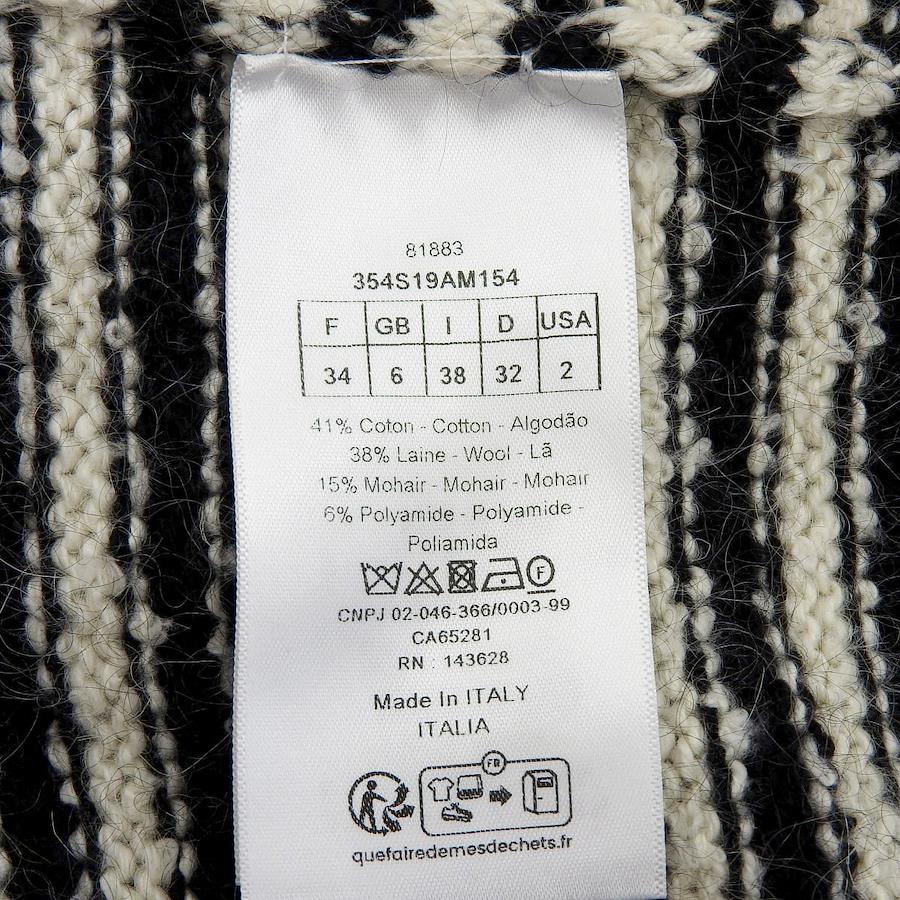 81883
354S19AM154
F GB I D USA
34 6 38 32 2
41% Coton - Cotton - Algodão
38% Laine - Wool - Lã
15% Mohair - Mohair - Mohair
6% Polyamide - Polyamide -
Poliamida
F
CNPJ 02-046-366/0003-99
CA65281
RN : 143628
Made In ITALY
ITALIA
FR
quefairedemesdechets.fr